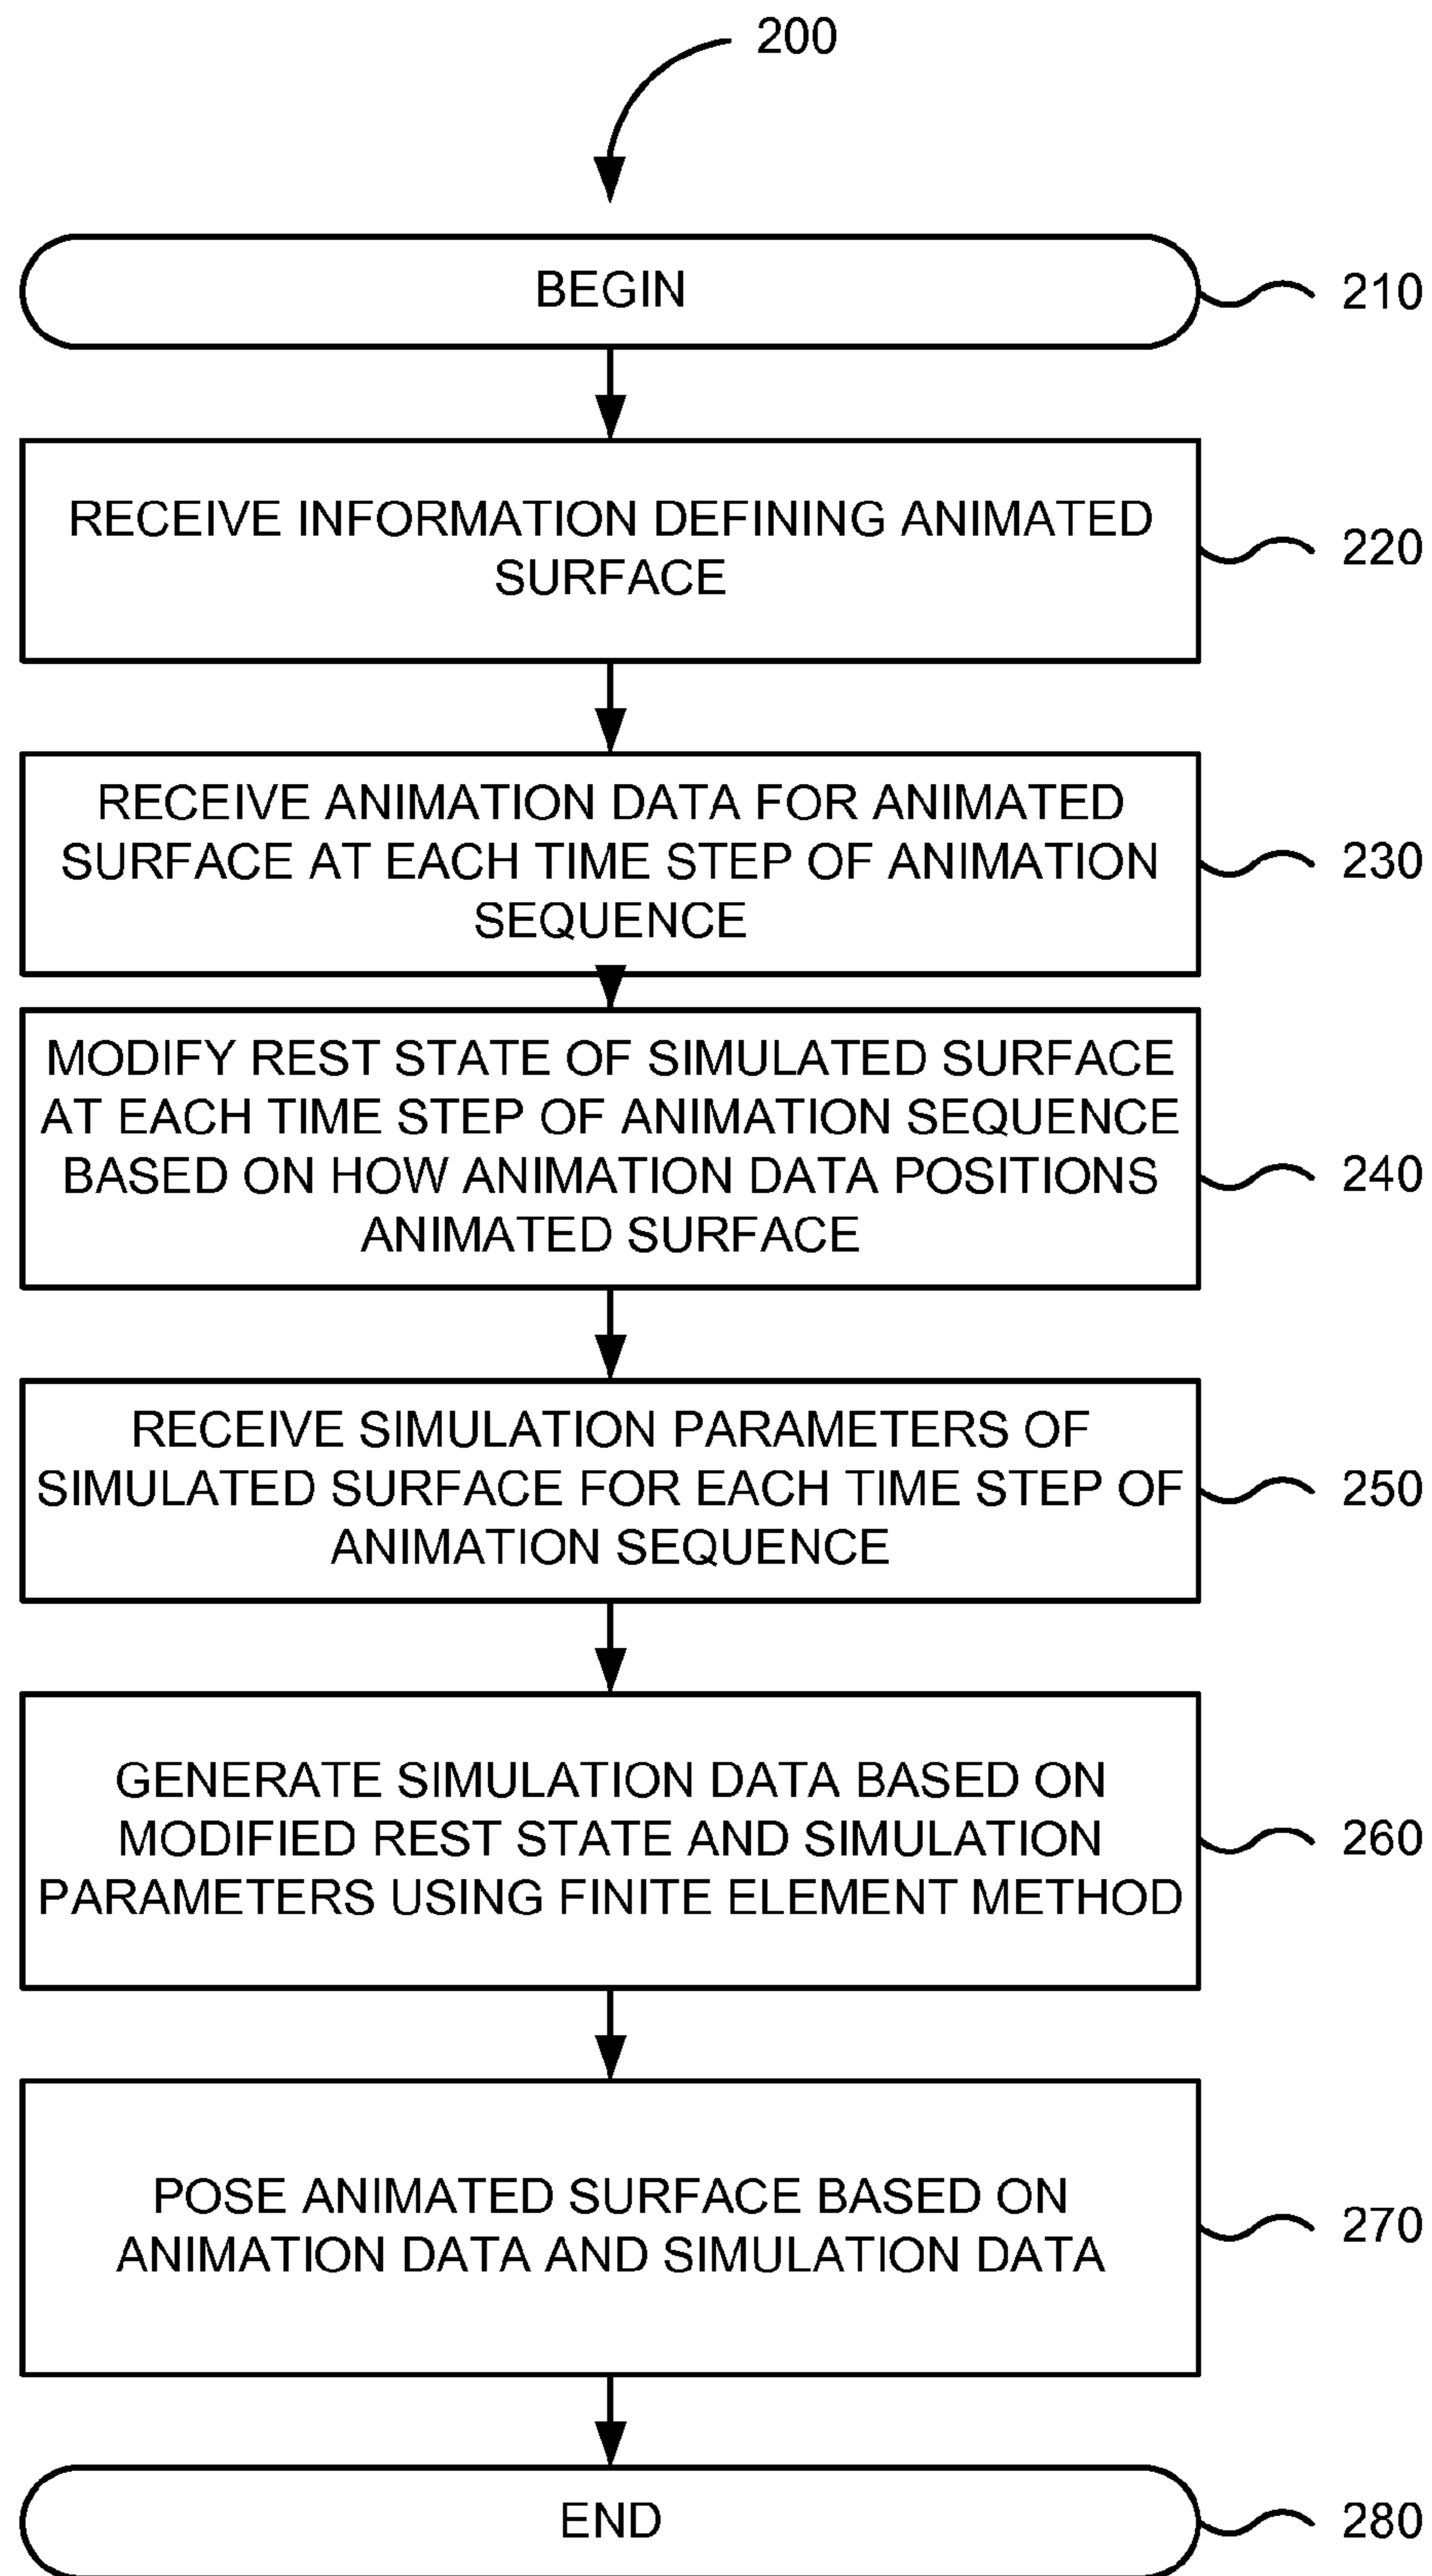 200
BEGIN
210
RECEIVE INFORMATION DEFINING ANIMATED
SURFACE
220
RECEIVE ANIMATION DATA FOR ANIMATED
SURFACE AT EACH TIME STEP OF ANIMATION
SEQUENCE
230
MODIFY REST STATE OF SIMULATED SURFACE
AT EACH TIME STEP OF ANIMATION SEQUENCE
BASED ON HOW ANIMATION DATA POSITIONS
ANIMATED SURFACE
240
RECEIVE SIMULATION PARAMETERS OF
SIMULATED SURFACE FOR EACH TIME STEP OF
ANIMATION SEQUENCE
250
GENERATE SIMULATION DATA BASED ON
MODIFIED REST STATE AND SIMULATION
PARAMETERS USING FINITE ELEMENT METHOD
260
POSE ANIMATED SURFACE BASED ON
ANIMATION DATA AND SIMULATION DATA
270
END
280